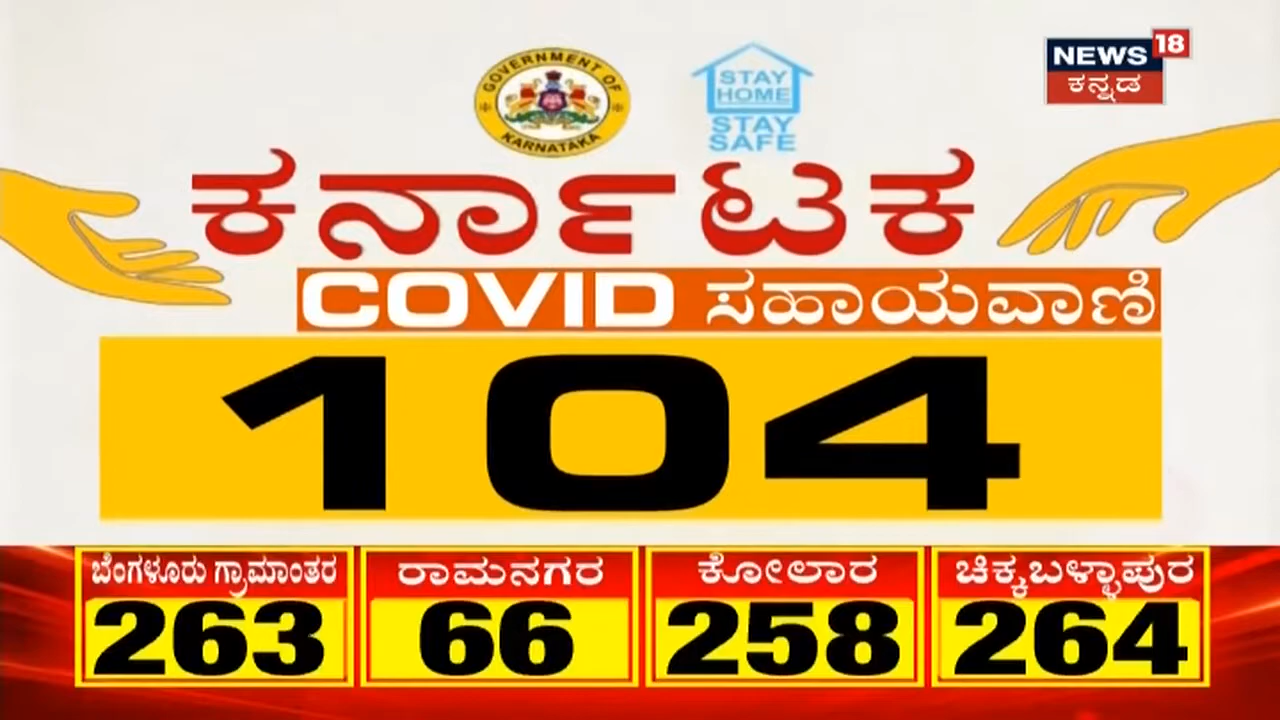 NEWS 18
ಕನ್ನಡ
GOVERNMENT OF
KARNATAKA
STAY
HOME
STAY
SAFE
ಕರ್ನಾಟಕ
COVID ಸಹಾಯವಾಣಿ
104
ಬೆಂಗಳೂರು ಗ್ರಾಮಾಂತರ ರಾಮನಗರ ಕೋಲಾರ ಚಿಕ್ಕಬಳ್ಳಾಪುರ
263 66 258 264